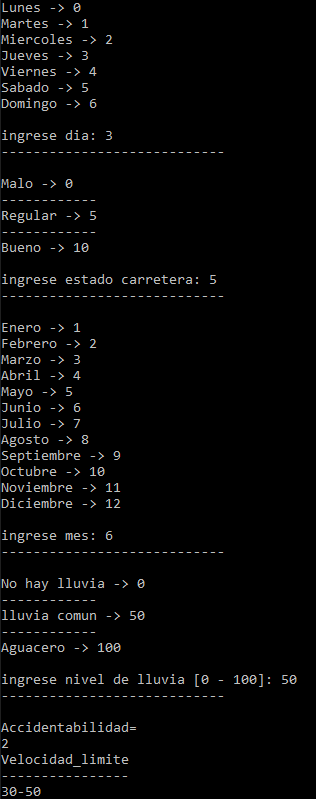 Lunes -> 0
Martes -> 1
Miercoles -> 2
Jueves -> 3
Viernes -> 4
Sabado -> 5
Domingo -> 6
ingrese dia: 3
----------------------------
Malo -> 0
------------
Regular -> 5
------------
Bueno -> 10
ingrese estado carretera: 5
----------------------------
Enero -> 1
Febrero -> 2
Marzo -> 3
Abril -> 4
Mayo -> 5
Junio -> 6
Julio -> 7
Agosto -> 8
Septiembre -> 9
Octubre -> 10
Noviembre -> 11
Diciembre -> 12
ingrese mes: 6
----------------------------
No hay lluvia -> 0
------------
lluvia comun -> 50
------------
Aguacero -> 100
ingrese nivel de lluvia [0 - 100]: 50
----------------------------
Accidentabilidad=
2
Velocidad_limite
----------------
30-50